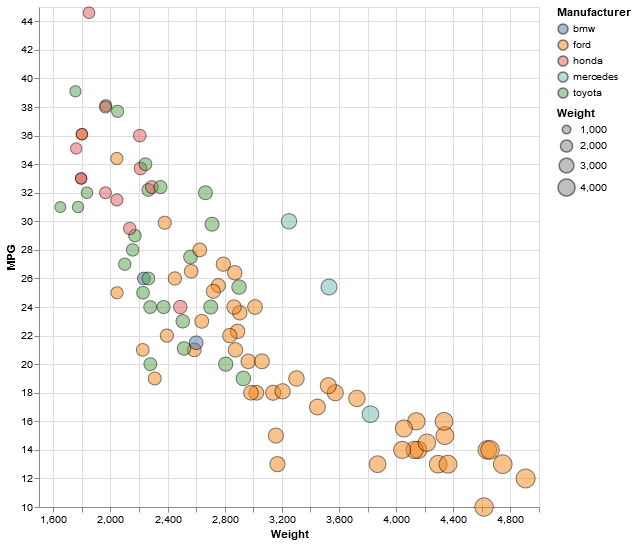 44
42
40
38
36
34
32
30
28
26
24
22
20
18
16
14
12
10
MPG
1,600 2,000 2,400 2,800 3,200 3,600 4,000 4,400 4,800
Weight
Manufacturer
bmw
ford
honda
mercedes
toyota
Weight
1,000
2,000
3,000
4,000